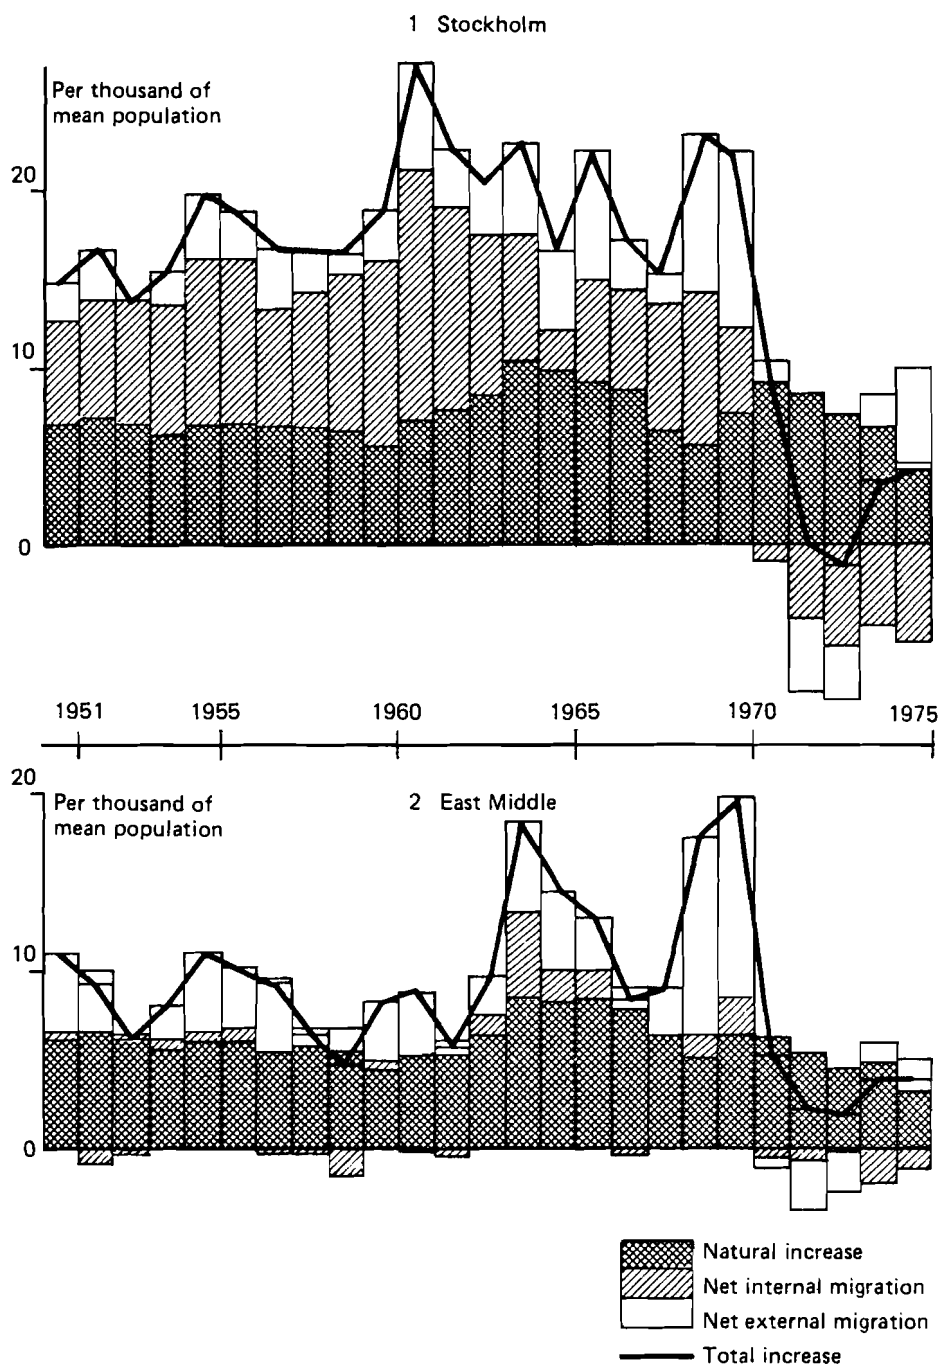 1 Stockholm
Per thousand of
mean population
20
10
0
1951 1955 1960 1965 1970 1975
20
Per thousand of
mean population
2 East Middle
10
0
Natural increase
Net internal migration
Net external migration
Total increase